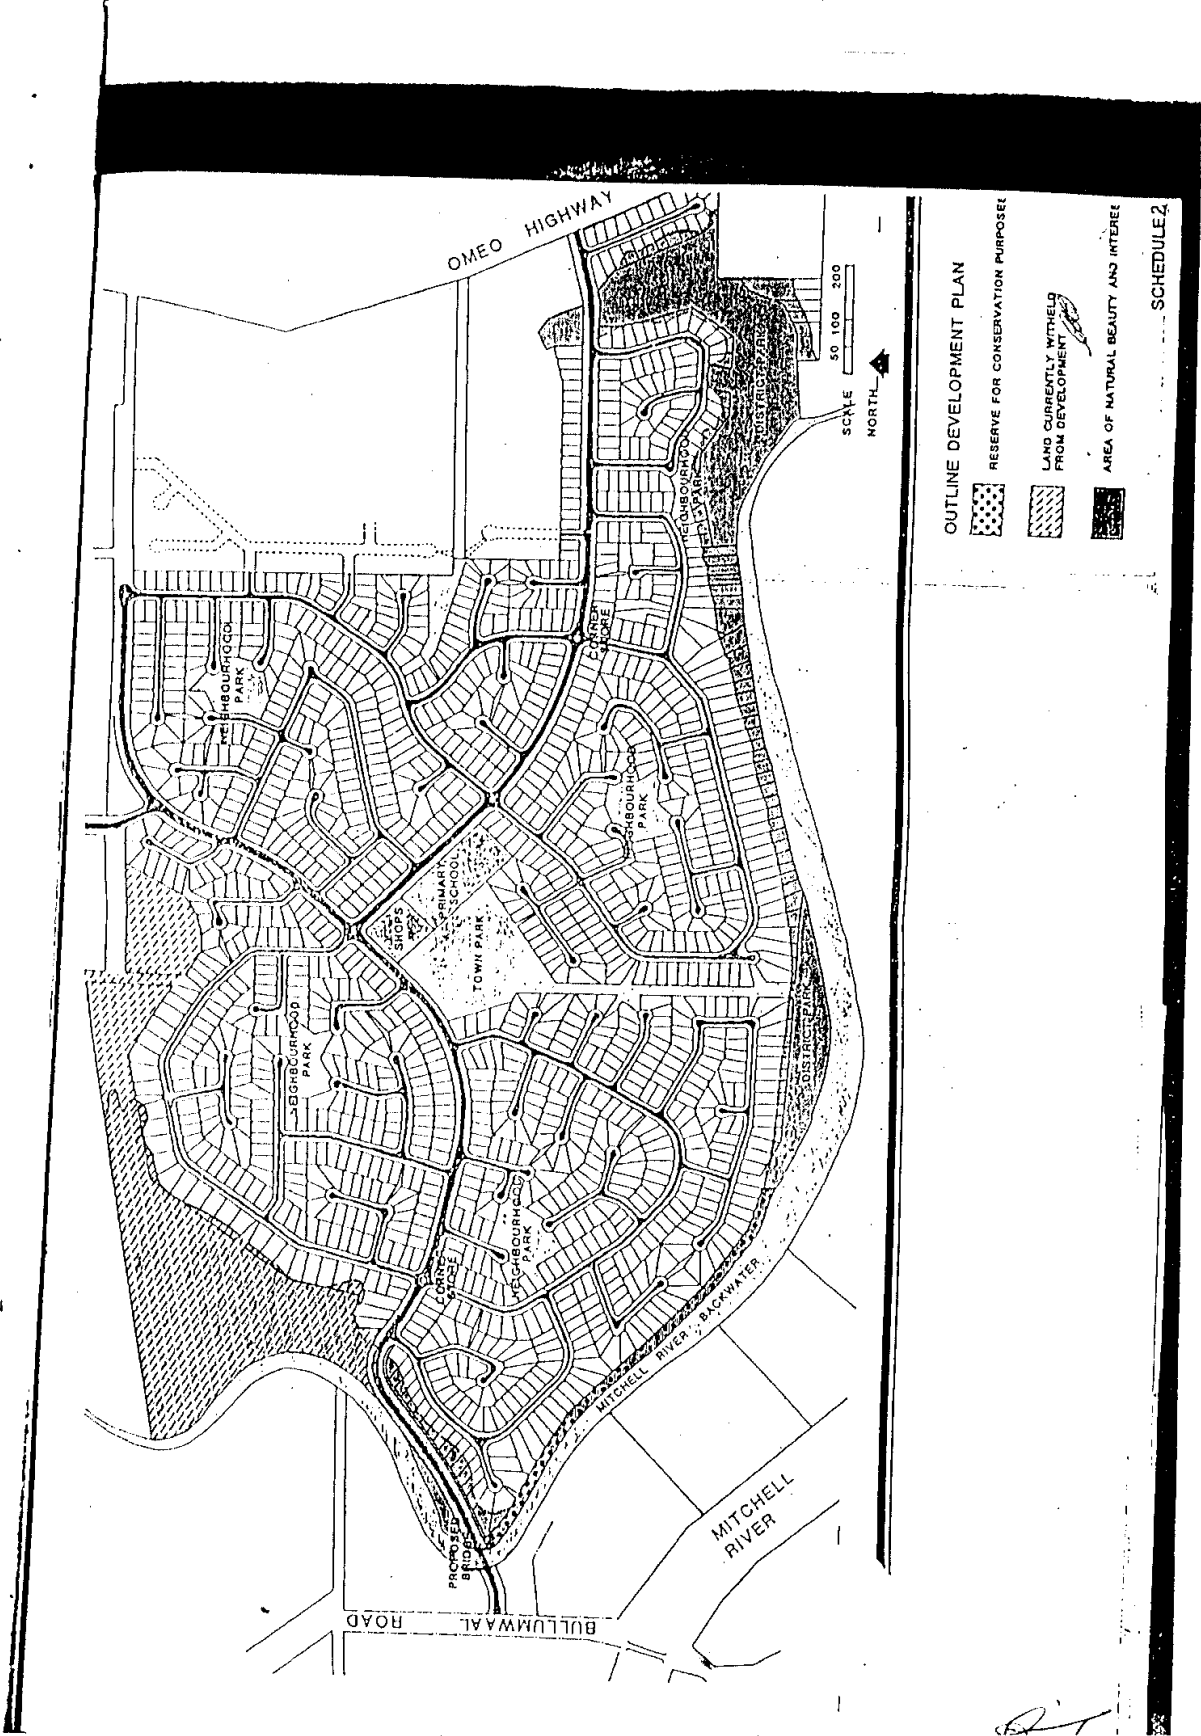 OMEO HIGHWAY
NEIGHBOURHOOD
PARK
CORNER
STORE
NEIGHBOURHOOD
PARK
DISTRICT PARK
PRIMARY
SCHOOL
SHOPS
TOWN PARK
NEIGHBOURHOOD
PARK
NEIGHBOURHOOD
PARK
DISTRICT PARK
NEIGHBOURHOOD
PARK
CORNER
STORE
MITCHELL RIVER BACKWATER
PROPOSED
BRIDGE
MITCHELL
RIVER
BULLUMWAAL ROAD
SCALE 50 100 200
NORTH
OUTLINE DEVELOPMENT PLAN
RESERVE FOR CONSERVATION PURPOSES
LAND CURRENTLY WITHELD
FROM DEVELOPMENT
AREA OF NATURAL BEAUTY AND INTERES
SCHEDULE 2